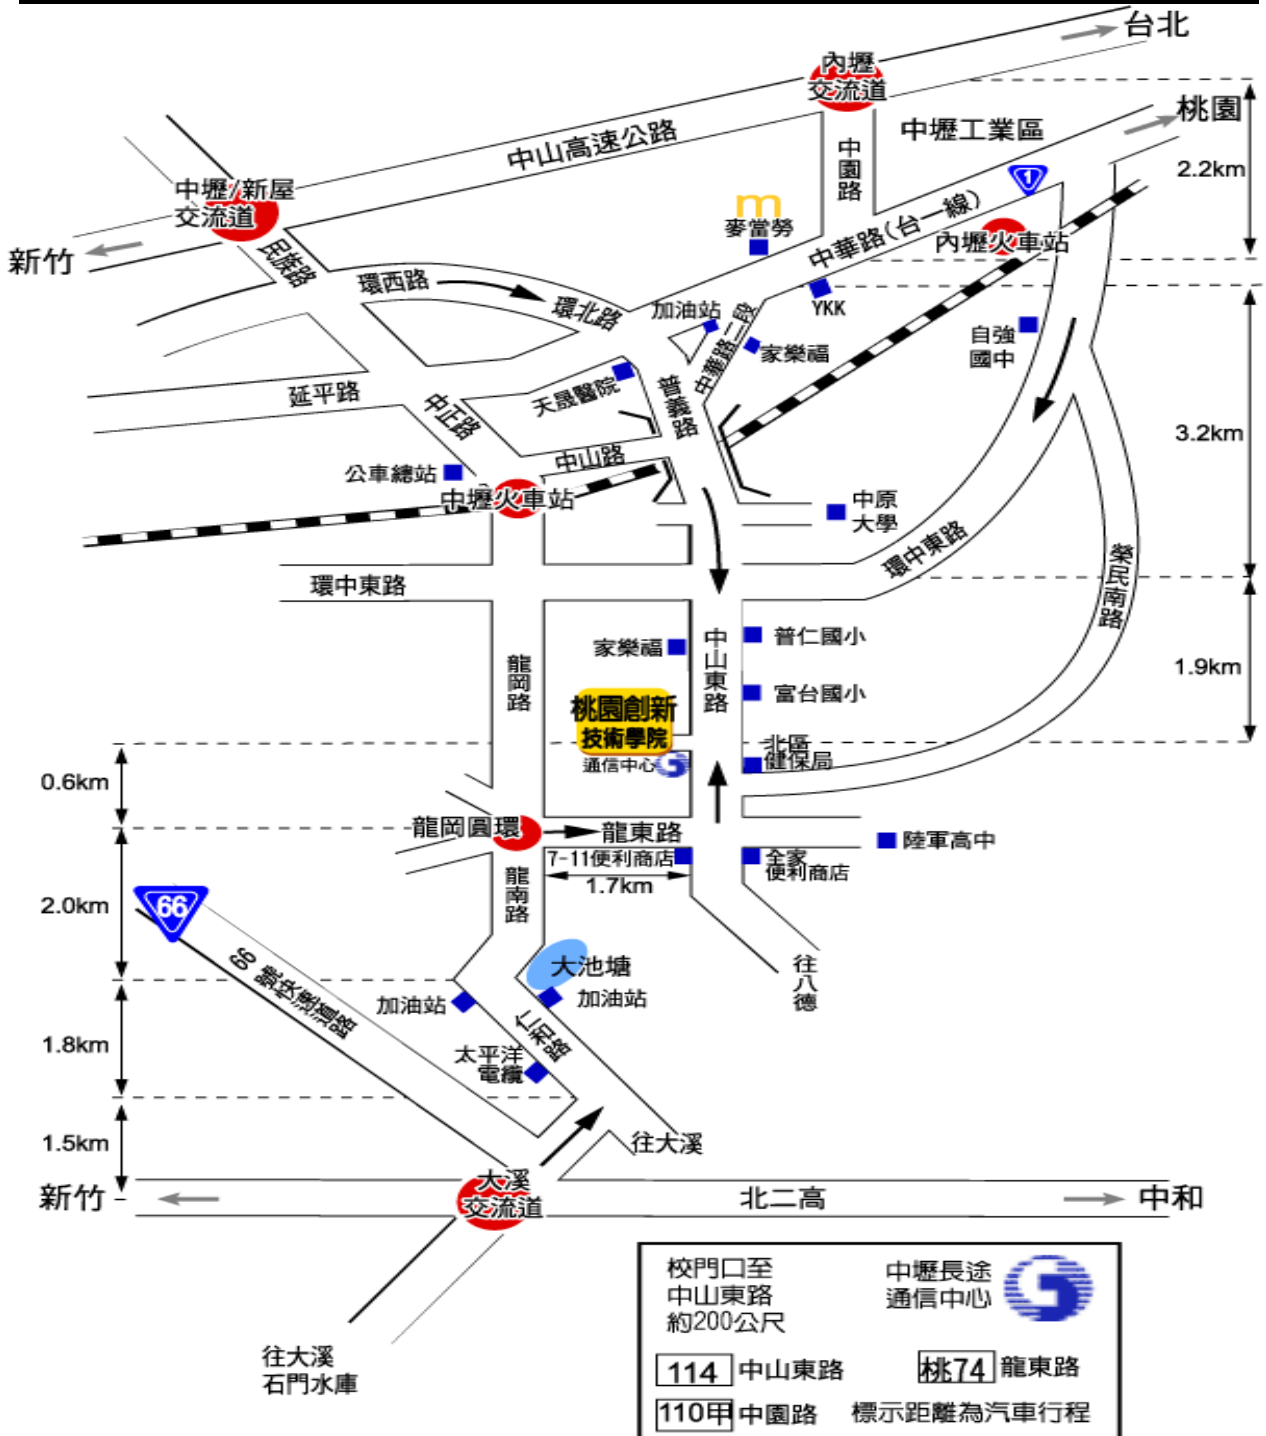 台北
內壢
交流道
桃園
中山高速公路
中園路
中壢工業區
2.2km
1
中壢/新屋
交流道
麥當勞
中華路(台一線)
內壢火車站
新竹
民族路
環西路
環北路
加油站
YKK
中華路二段
家樂福
自強
國中
延平路
天晟醫院
普義路
中正路
3.2km
中山路
公車總站
中壢火車站
中原
大學
環中東路
環中東路
榮民南路
龍岡路
家樂福
中山東路
普仁國小
1.9km
富台國小
桃園創新
技術學院
通信中心
北區
健保局
0.6km
龍岡圓環
龍東路
陸軍高中
7-11便利商店
全家
便利商店
1.7km
龍南路
2.0km
66
66號快速道路
大池塘
往八德
加油站
加油站
仁和路
1.8km
太平洋
電纜
1.5km
往大溪
大溪
交流道
新竹
北二高
中和
校門口至
中山東路
約200公尺
中壢長途
通信中心
114 中山東路
桃74 龍東路
110甲 中園路
標示距離為汽車行程
往大溪
石門水庫